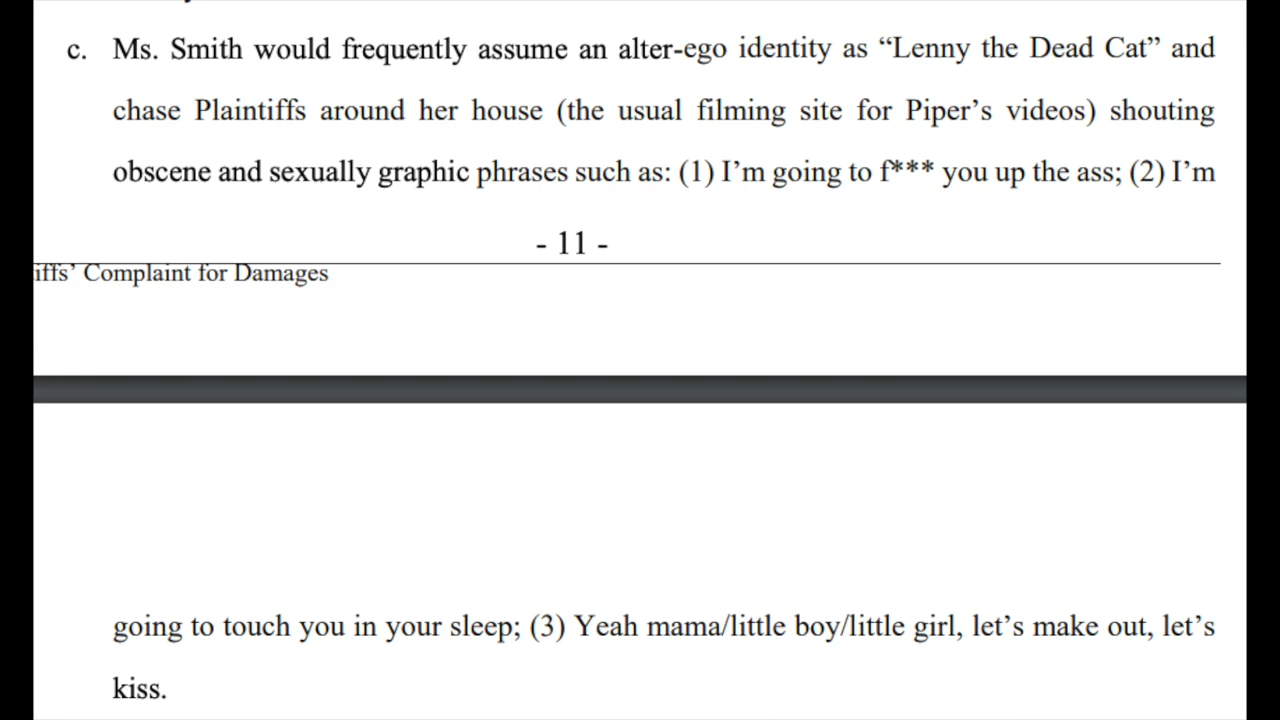 c. Ms. Smith would frequently assume an alter-ego identity as “Lenny the Dead Cat” and
chase Plaintiffs around her house (the usual filming site for Piper’s videos) shouting
obscene and sexually graphic phrases such as: (1) I’m going to f*** you up the ass; (2) I’m
- 11 -
iffs’ Complaint for Damages
going to touch you in your sleep; (3) Yeah mama/little boy/little girl, let’s make out, let’s
kiss.